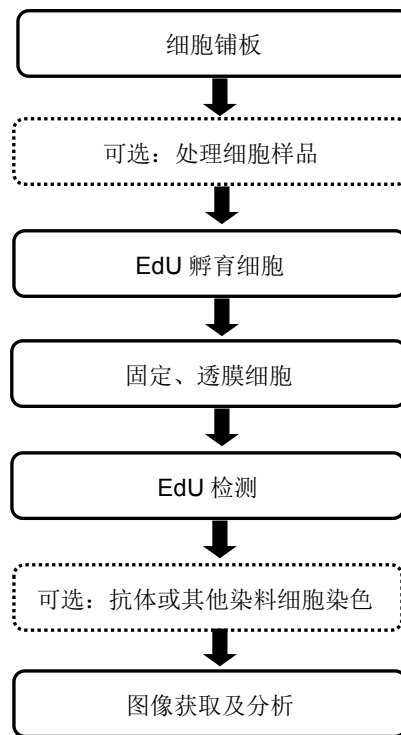 细胞铺板
可选：处理细胞样品
EdU 孵育细胞
固定、透膜细胞
EdU 检测
可选：抗体或其他染料细胞染色
图像获取及分析